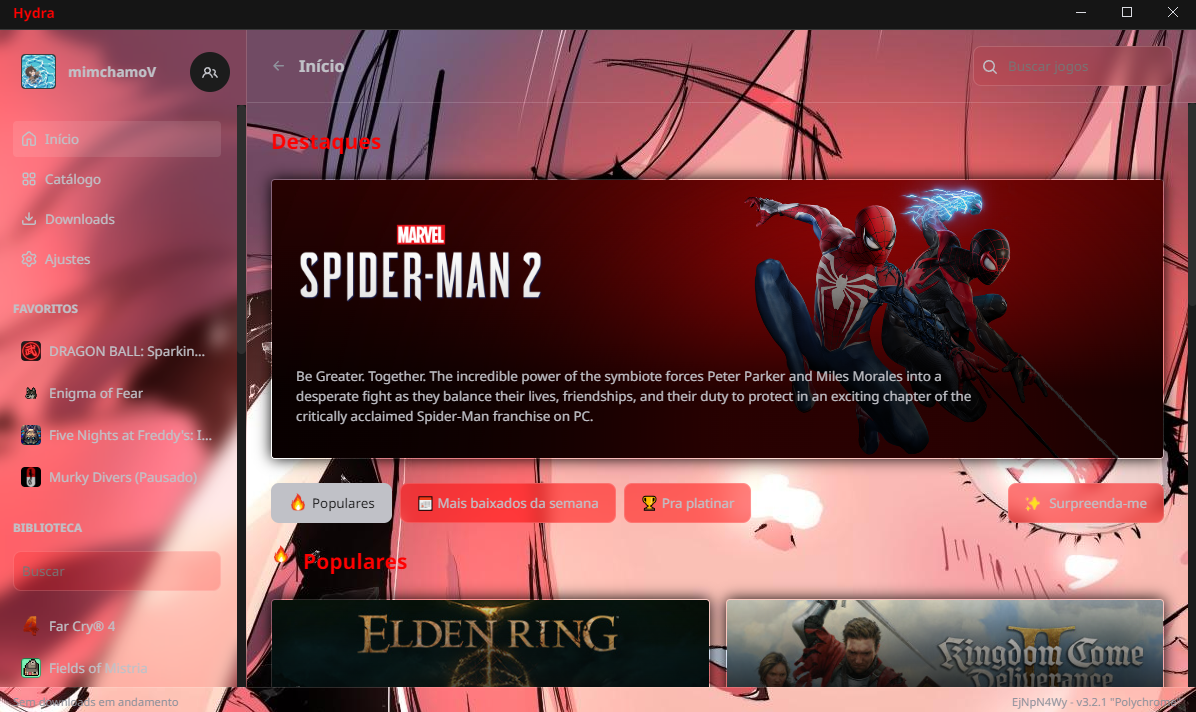 Hydra
mimchamoV
Início
Catálogo
Downloads
Ajustes
FAVORITOS
DRAGON BALL: Sparkin...
Enigma of Fear
Five Nights at Freddy's: I...
Murky Divers (Pausado)
BIBLIOTECA
Buscar
Far Cry® 4
Fields of Mistria
Início
Buscar jogos
Destaques
MARVEL
SPIDER-MAN 2
Be Greater. Together. The incredible power of the symbiote forces Peter Parker and Miles Morales into a
desperate fight as they balance their lives, friendships, and their duty to protect in an exciting chapter of the
critically acclaimed Spider-Man franchise on PC.
Populares
Mais baixados da semana
Pra platinar
Surpreenda-me
Populares
ELDEN RING
Kingdom Come
Deliverance
II
Sem downloads em andamento
EjNpN4Wy - v3.2.1 "Polychrome"